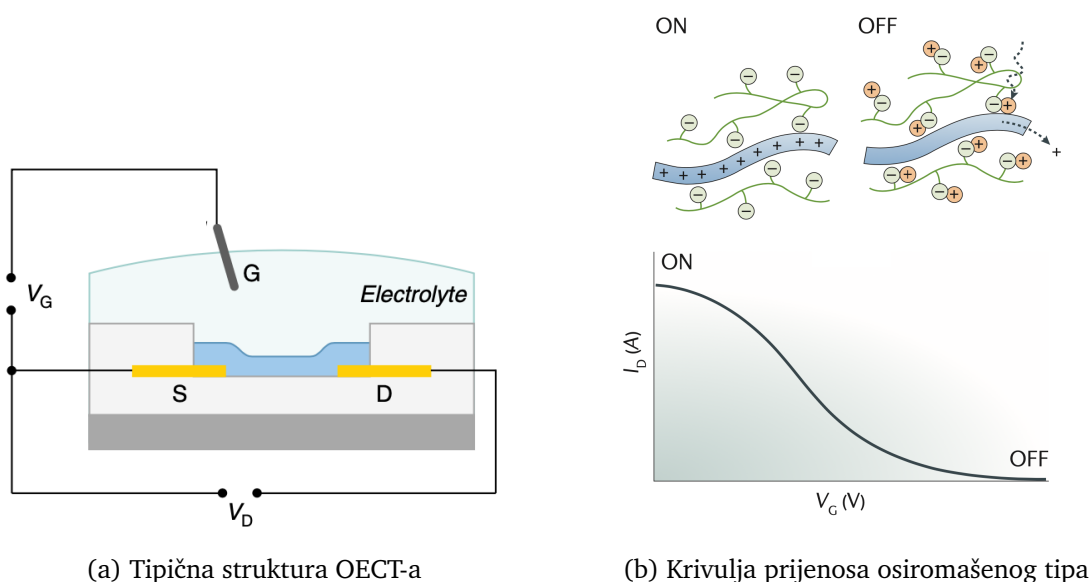 G
V_G
Electrolyte
S
D
V_D
(a) Tipična struktura OECT-a
ON
OFF
+
ON
I_D (A)
OFF
V_G (V)
(b) Krivulja prijenosa osiromašenog tipa